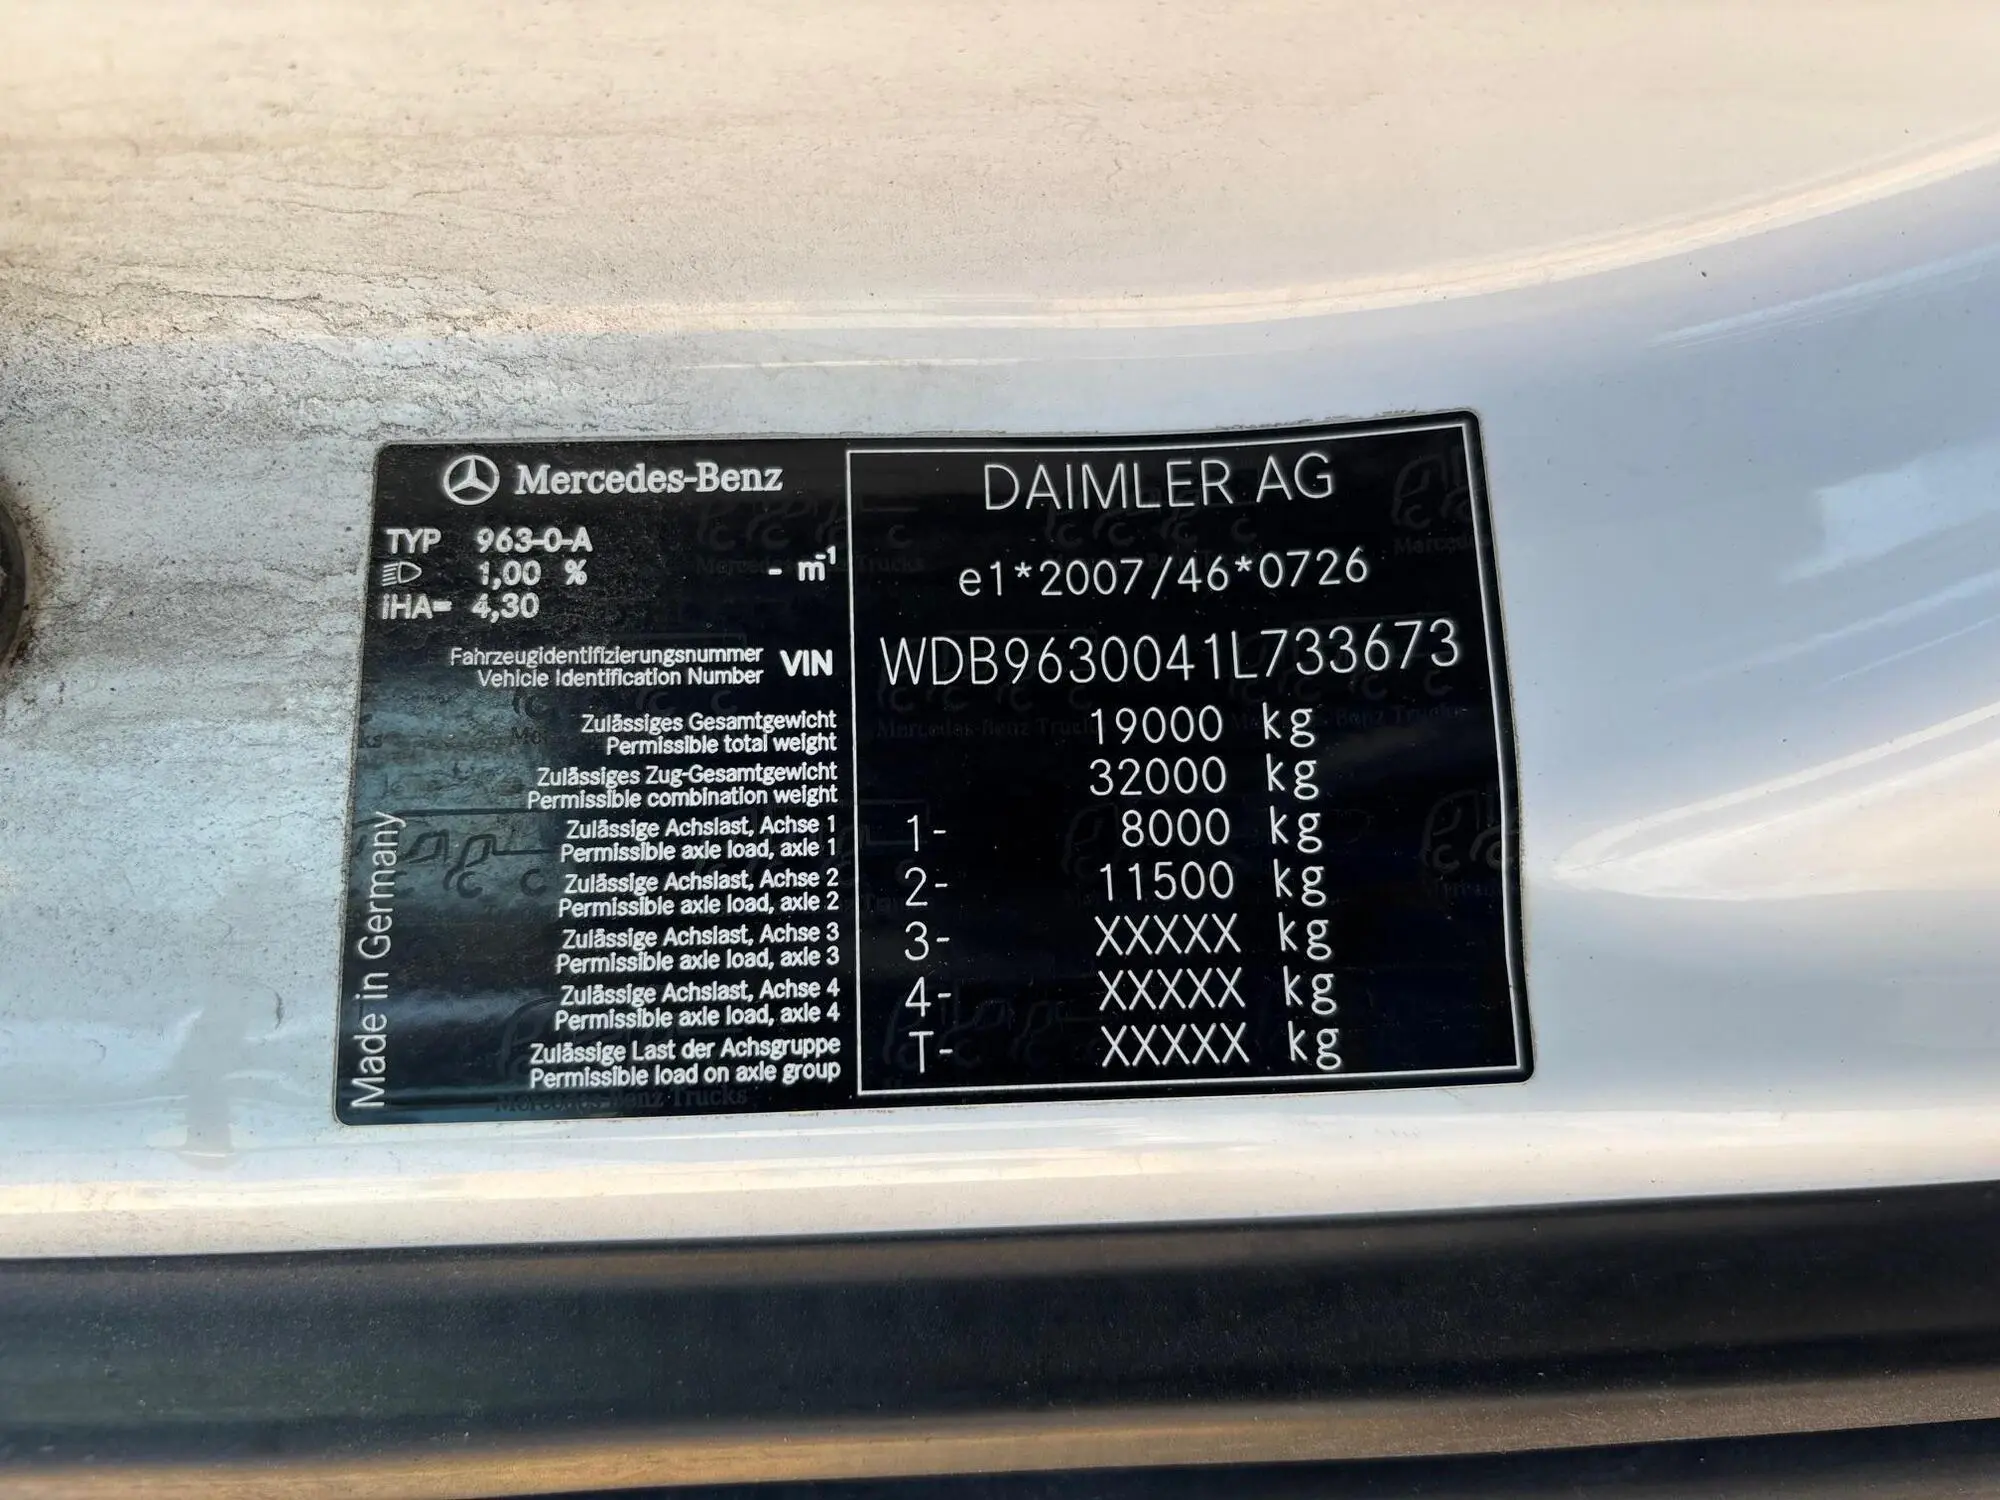 Mercedes-Benz
TYP 963-0-A
1,00 % - m-1
iHA= 4,30
Fahrzeugidentifizierungsnummer
Vehicle Identification Number
VIN
Zulässiges Gesamtgewicht
Permissible total weight
Zulässiges Zug-Gesamtgewicht
Permissible combination weight
Zulässige Achslast, Achse 1
Permissible axle load, axle 1
Zulässige Achslast, Achse 2
Permissible axle load, axle 2
Zulässige Achslast, Achse 3
Permissible axle load, axle 3
Zulässige Achslast, Achse 4
Permissible axle load, axle 4
Zulässige Last der Achsgruppe
Permissible load on axle group
Made in Germany
DAIMLER AG
e1*2007/46*0726
WDB9630041L733673
19000 kg
32000 kg
1- 8000 kg
2- 11500 kg
3- XXXXX kg
4- XXXXX kg
T- XXXXX kg
Mercedes-Benz Trucks